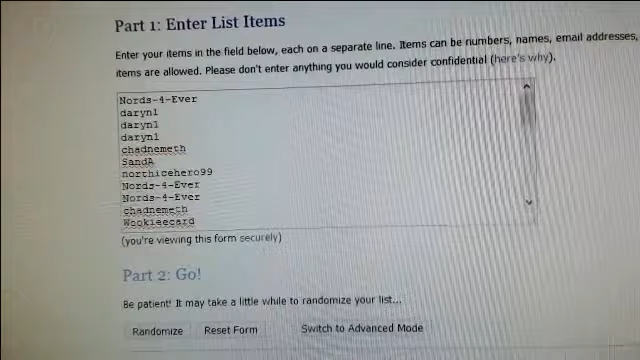 Part 1: Enter List Items
Enter your items in the field below, each on a separate line. Items can be numbers, names, email addresses,
items are allowed. Please don't enter anything you would consider confidential (here's why).
Nords-4-Ever
daryn1
daryn1
daryn1
chadnemeth
SandA
northicehero99
Nords-4-Ever
Nords-4-Ever
chadnemeth
Wookieecard
(you're viewing this form securely)
Part 2: Go!
Be patient! It may take a little while to randomize your list...
Randomize Reset Form Switch to Advanced Mode